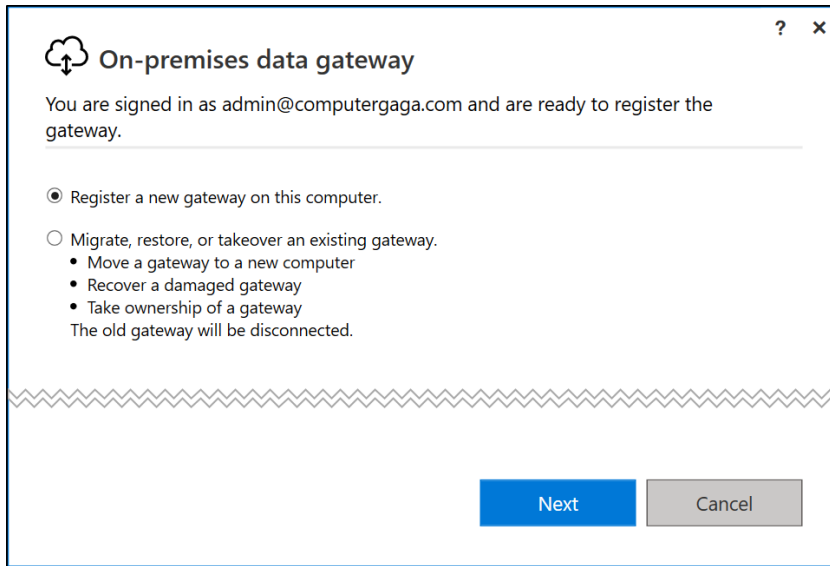 ? ×
On-premises data gateway
You are signed in as admin@computergaga.com and are ready to register the
gateway.
Register a new gateway on this computer.
Migrate, restore, or takeover an existing gateway.
• Move a gateway to a new computer
• Recover a damaged gateway
• Take ownership of a gateway
The old gateway will be disconnected.
Next Cancel